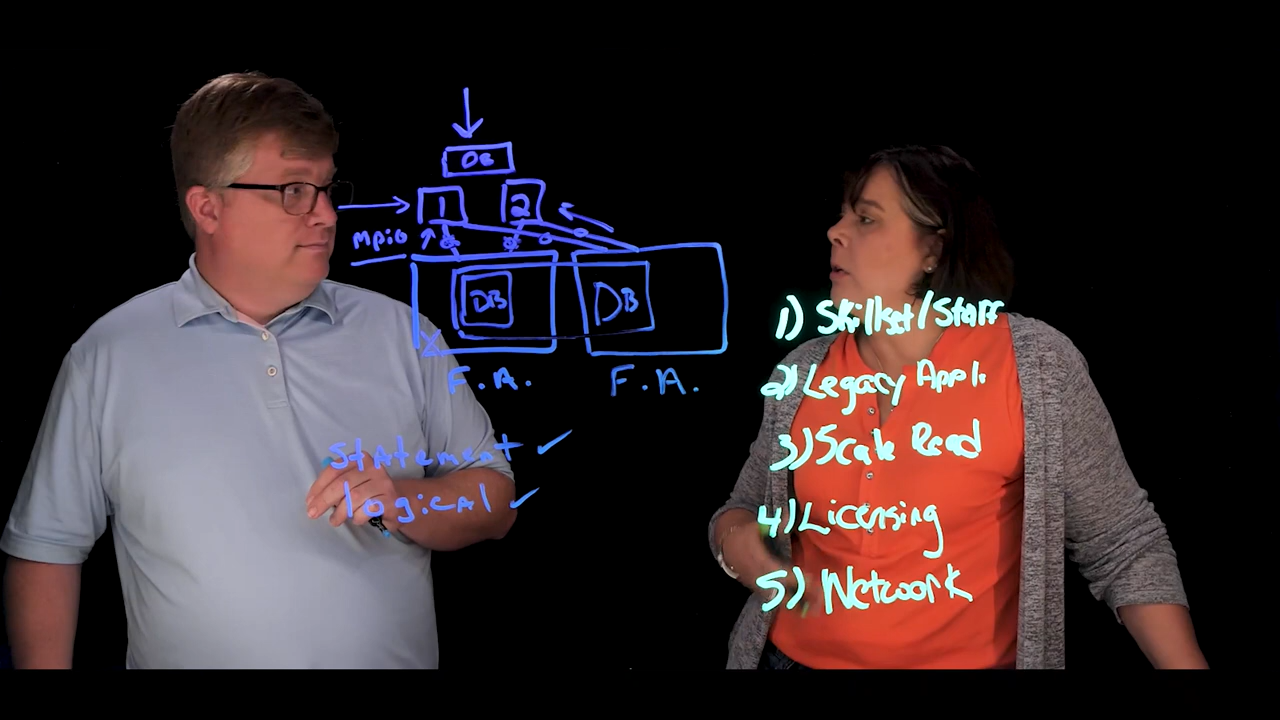 DB
1 2
MPIO
DB DB
F.A. F.A.
Statement ✓
logical ✓
1) Skillset/Staff
2) Legacy Appl.
3) Scale Read
4) Licensing
5) Network